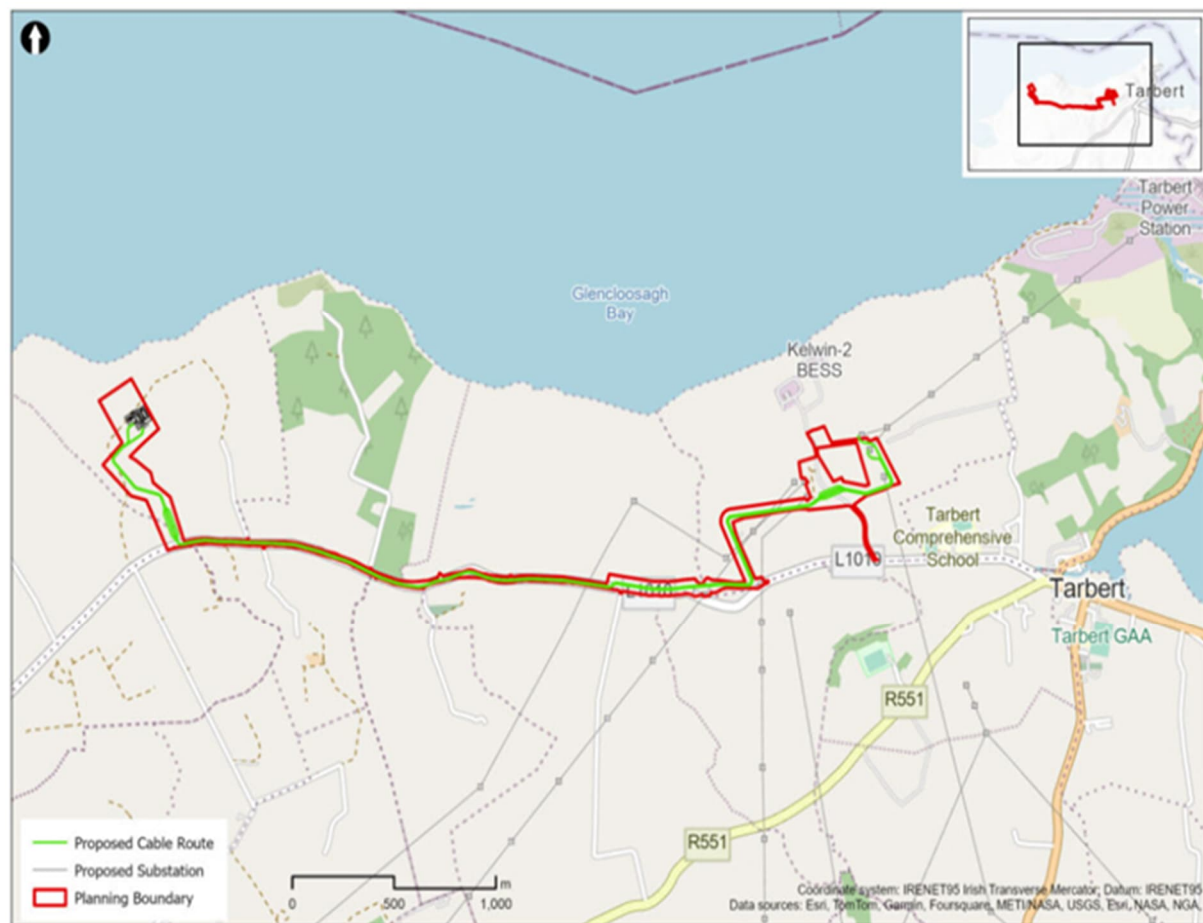 Tarbert
Tarbert
Power
Station
Glencloosagh
Bay
Kelwin-2
BESS
Tarbert
Comprehensive
School
L1010
L1010
Tarbert
Tarbert GAA
R551
R551
Proposed Cable Route
Proposed Substation
Planning Boundary
0 500 1,000 m
Coordinate system: IRENET95 Irish Transverse Mercator; Datum: IRENET95
Data sources: Esri, TomTom, Garmin, Foursquare, METI/NASA, USGS, Esri, NASA, NGA,